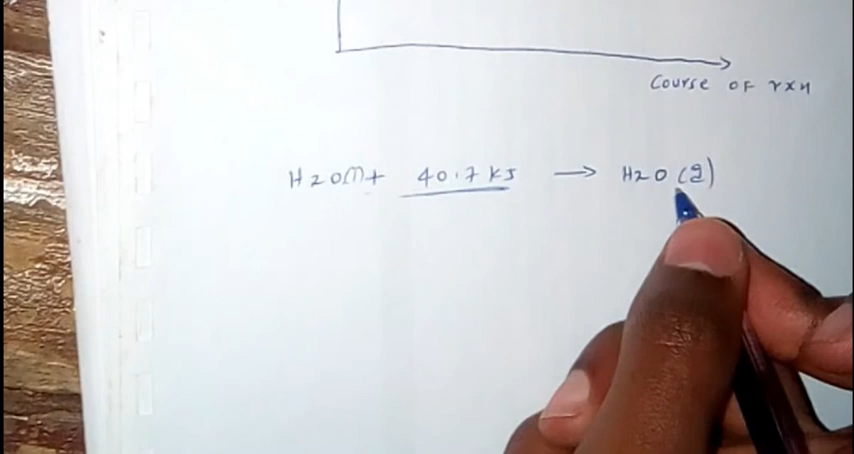 Course of rxn
H2O(l) + 40.7 kJ → H2O (g)